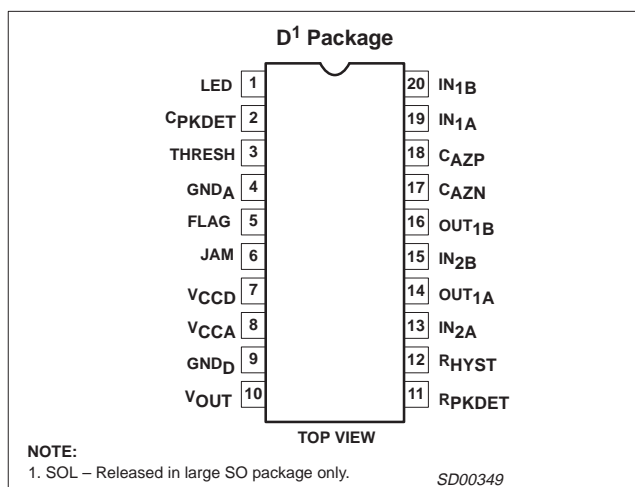 D1 Package
LED 1 20 IN1B
CPKDET 2 19 IN1A
THRESH 3 18 CAZP
GNDA 4 17 CAZN
FLAG 5 16 OUT1B
JAM 6 15 IN2B
VCCD 7 14 OUT1A
VCCA 8 13 IN2A
GNDD 9 12 RHYST
VOUT 10 11 RPKDET
TOP VIEW
NOTE:
1. SOL – Released in large SO package only.
SD00349